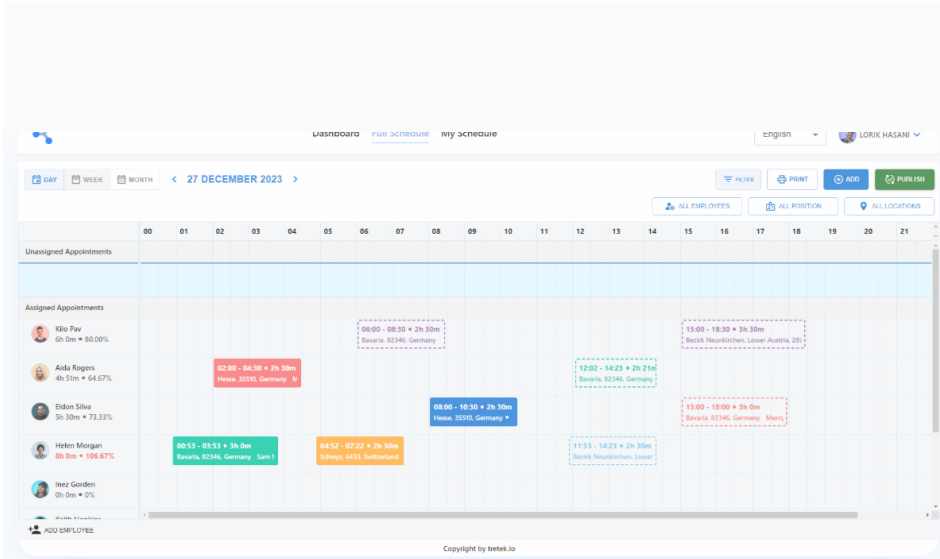 Dashboard Full Schedule My Schedule English LORIK HASANI
DAY WEEK MONTH 27 DECEMBER 2023 FILTER PRINT ADD PUBLISH
ALL EMPLOYEES ALL POSITION ALL LOCATIONS
00 01 02 03 04 05 06 07 08 09 10 11 12 13 14 15 16 17 18 19 20 21
Unassigned Appointments
Assigned Appointments
Kilo Pav
6h 0m • 80.00%
06:00 - 08:30 • 2h 30m
Bavaria, 82346, Germany
15:00 - 18:30 • 3h 30m
Bezirk Neunkirchen, Lower Austria, 28
Aida Rogers
4h 51m • 64.67%
02:00 - 04:30 • 2h 30m
Hesse, 35510, Germany
12:02 - 14:23 • 2h 21m
Bavaria, 82346, Germany
Eldon Silva
5h 30m • 73.33%
08:00 - 10:30 • 2h 30m
Hesse, 35510, Germany •
15:00 - 18:00 • 3h 0m
Bavaria, 82346, Germany Mercy
Helen Morgan
8h 0m • 106.67%
00:53 - 03:53 • 3h 0m
Bavaria, 82346, Germany Sam S
04:52 - 07:22 • 2h 30m
Schwyz, 6433, Switzerland
11:53 - 14:23 • 2h 30m
Bezirk Neunkirchen, Lower
Inez Gorden
0h 0m • 0%
Keith Hopkins
ADD EMPLOYEE
Copyright by tretek.io